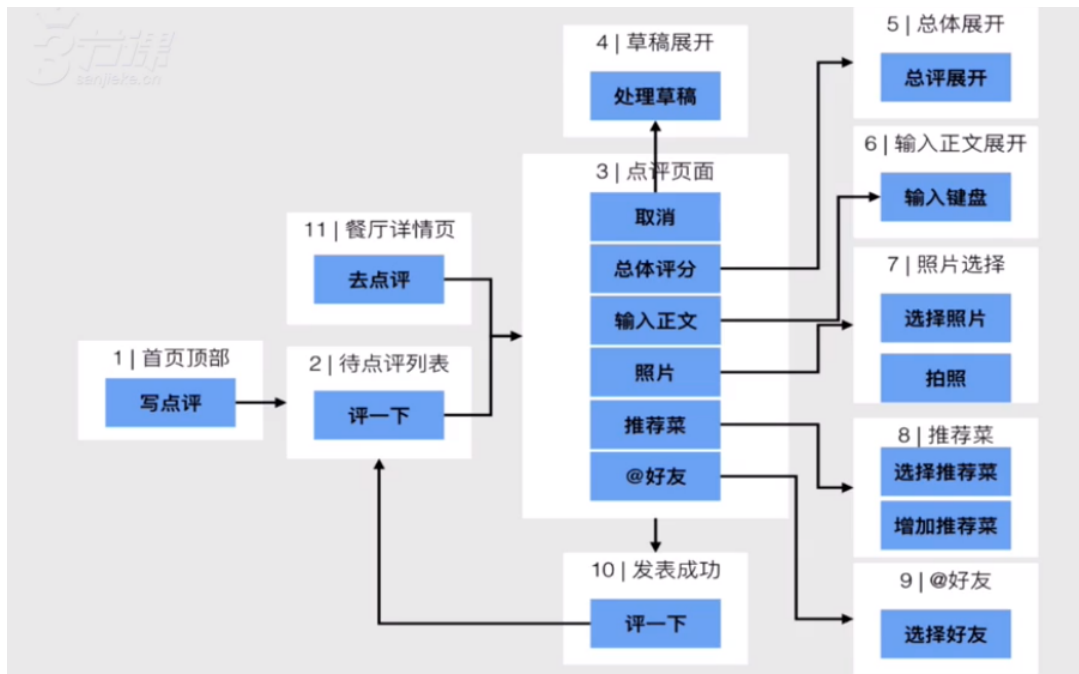 3节课
sanjieke.cn
4 | 草稿展开
处理草稿
5 | 总体展开
总评展开
6 | 输入正文展开
输入键盘
3 | 点评页面
取消
总体评分
输入正文
照片
推荐菜
@好友
11 | 餐厅详情页
去点评
7 | 照片选择
选择照片
拍照
1 | 首页顶部
写点评
2 | 待点评列表
评一下
8 | 推荐菜
选择推荐菜
增加推荐菜
10 | 发表成功
评一下
9 | @好友
选择好友